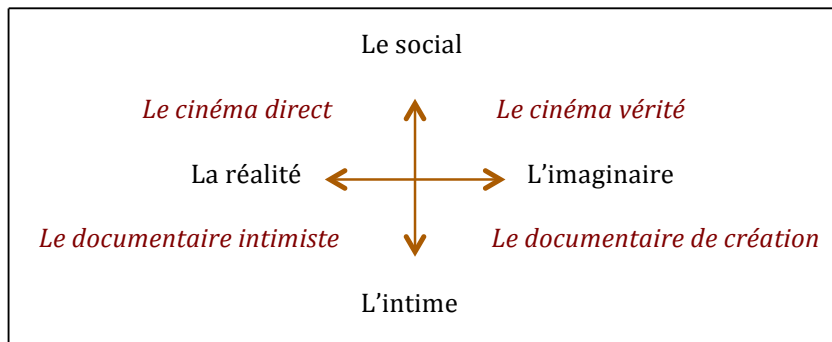 Le social
Le cinéma direct
Le cinéma vérité
La réalité
L’imaginaire
Le documentaire intimiste
Le documentaire de création
L’intime